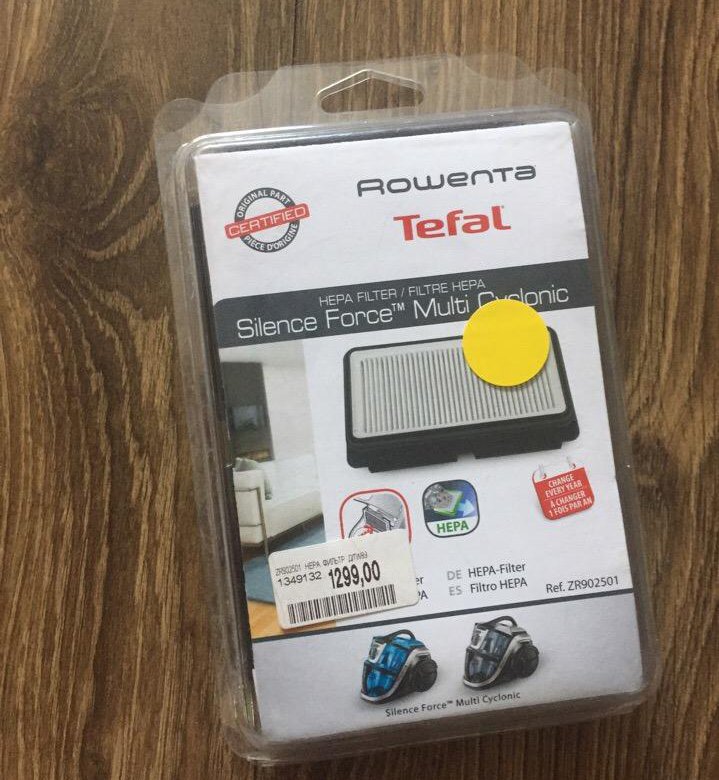 ORIGINAL PART
CERTIFIED
PIÈCE D'ORIGINE
Rowenta
Tefal
HEPA FILTER / FILTRE HEPA
Silence Force™ Multi Cyclonic
CHANGE
EVERY YEAR
À CHANGER
1 FOIS PAR AN
HEPA
ZR902501 HEPA ФИЛЬТР
1349132 1299,00
DE HEPA-Filter
ES Filtro HEPA
Ref. ZR902501
Silence Force™ Multi Cyclonic